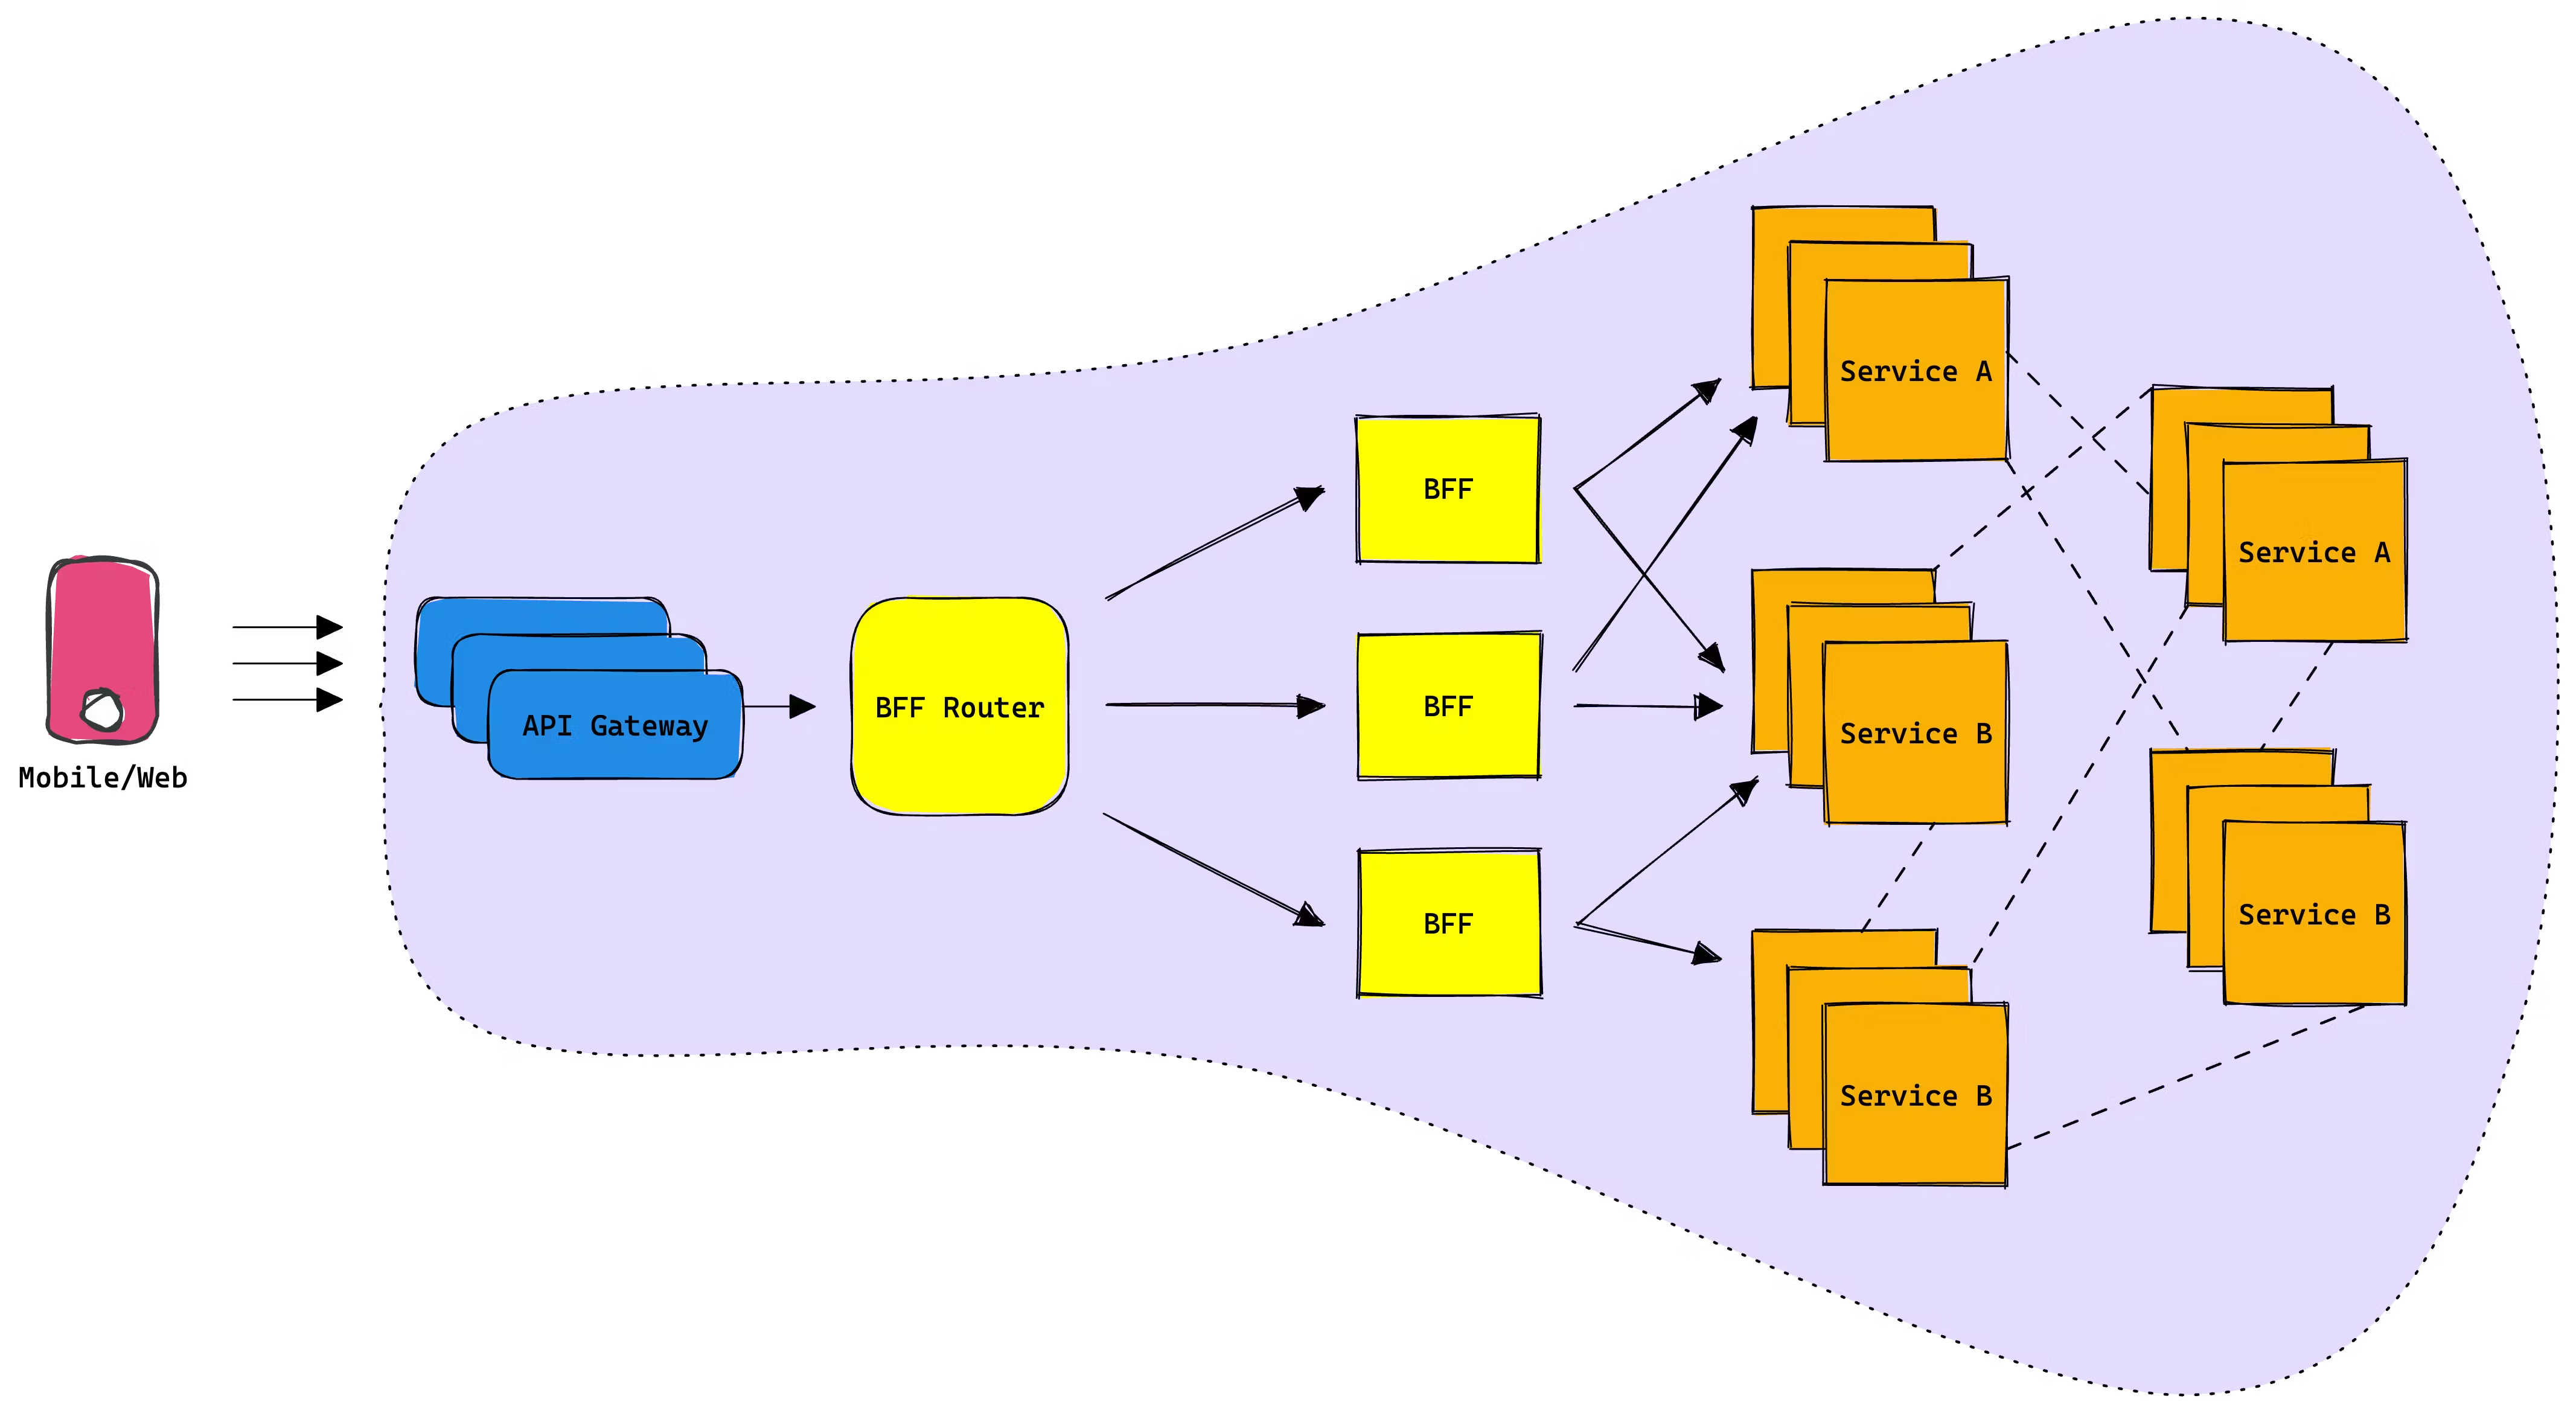 Mobile/Web
API Gateway
BFF Router
BFF
BFF
BFF
Service A
Service B
Service B
Service A
Service B